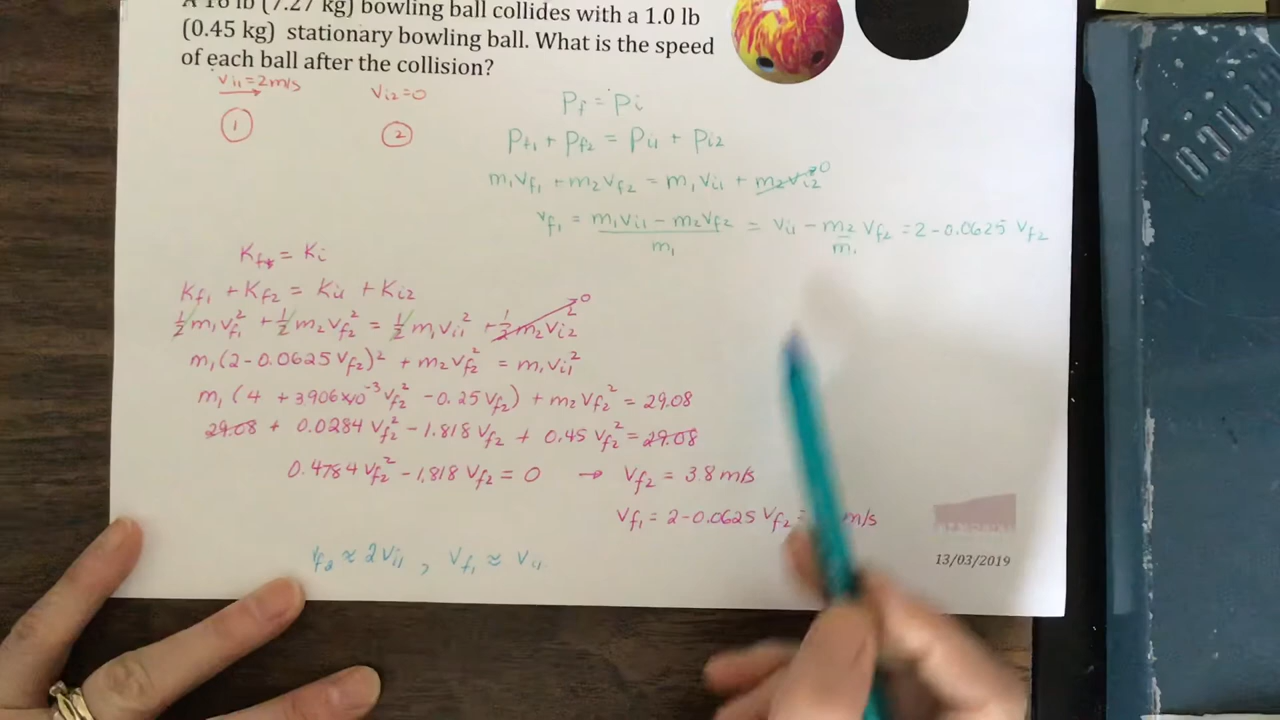 A 16 lb (7.27 kg) bowling ball collides with a 1.0 lb
(0.45 kg) stationary bowling ball. What is the speed
of each ball after the collision?
Vi1 = 2 m/s
Vi2 = 0
1
2
Pf = Pi
Pf1 + Pf2 = Pi1 + Pi2
m1Vf1 + m2Vf2 = m1Vi1 + m2Vi2 0
Vf1 = (m1Vi1 - m2Vf2)/m1 = Vi1 - m2/m1 Vf2 = 2 - 0.0625 Vf2
Kf = Ki
Kf1 + Kf2 = Ki1 + Ki2
½m1Vf1² + ½m2Vf2² = ½m1Vi1² + ½m2Vi2² 0
m1(2 - 0.0625 Vf2)² + m2Vf2² = m1Vi1²
m1(4 + 3.906x10⁻³Vf2² - 0.25Vf2) + m2Vf2² = 29.08
29.08 + 0.0284 Vf2² - 1.818 Vf2 + 0.45 Vf2² = 29.08
0.4784 Vf2² - 1.818 Vf2 = 0 → Vf2 = 3.8 m/s
Vf1 = 2 - 0.0625 Vf2 = m/s
Vf2 ≈ 2Vi1, Vf1 ≈ Vi1
13/03/2019